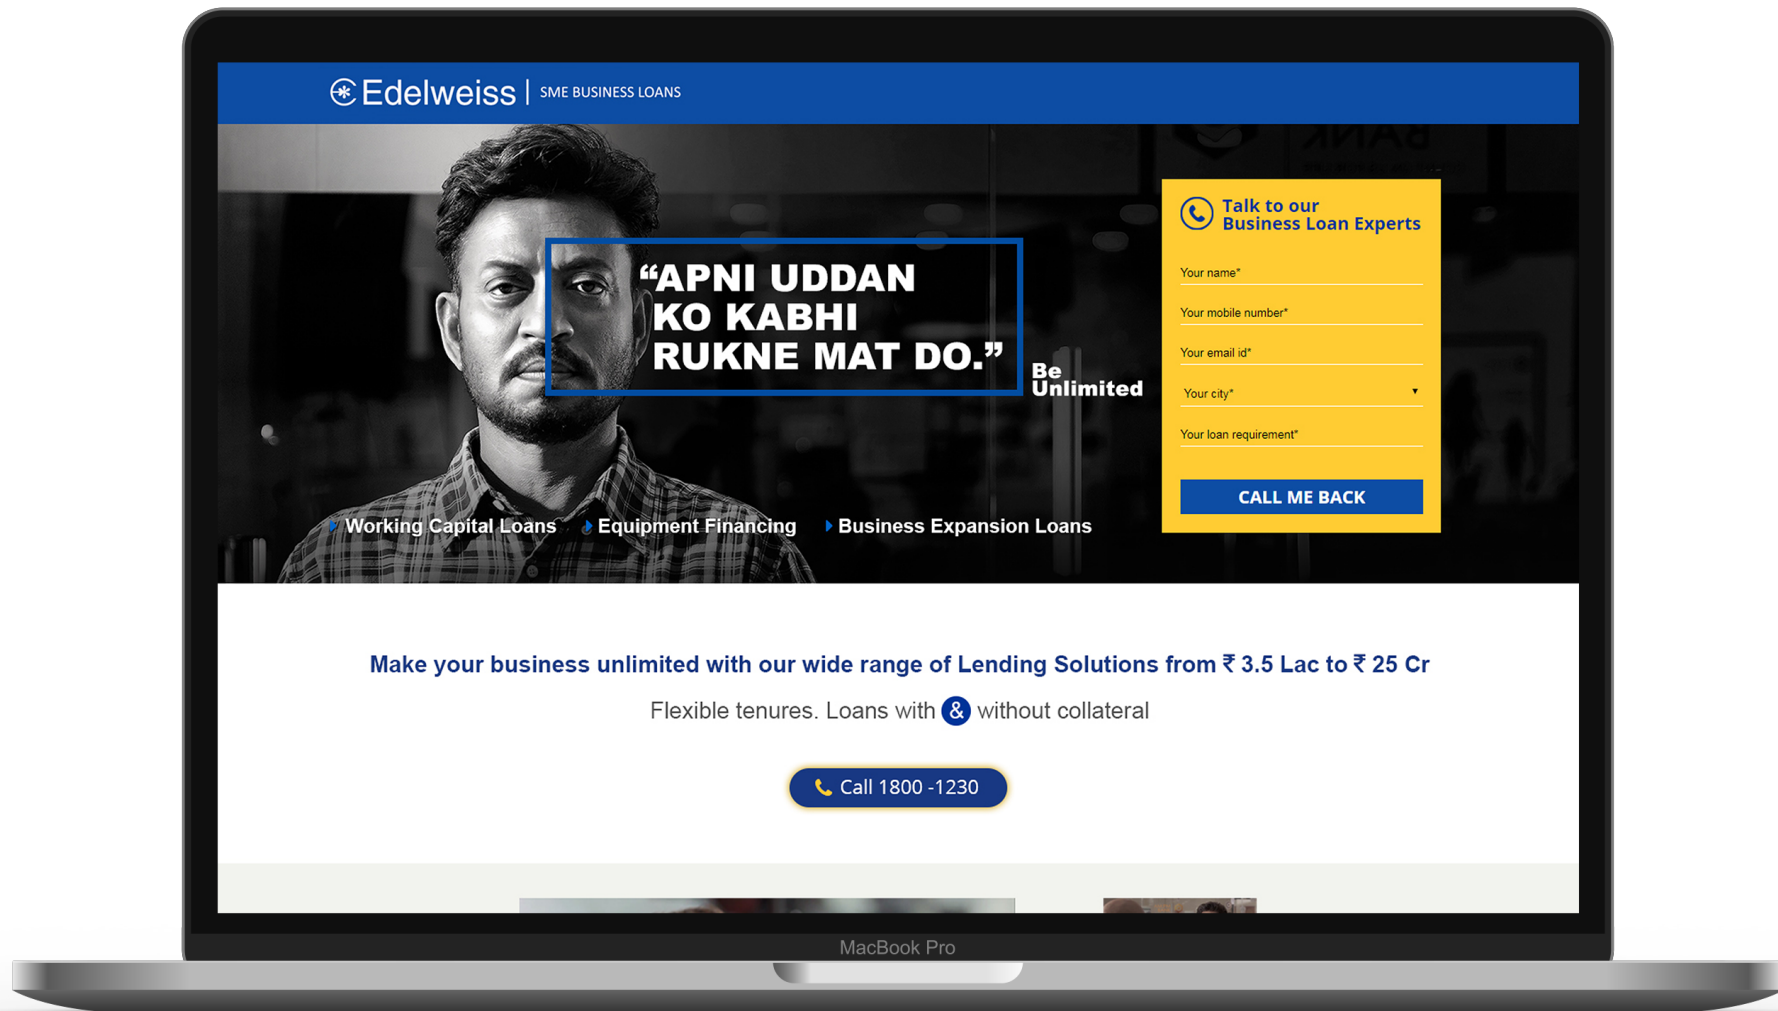 Edelweiss | SME BUSINESS LOANS
BANK
“APNI UDDAN
KO KABHI
RUKNE MAT DO.”
Be
Unlimited
Working Capital Loans
Equipment Financing
Business Expansion Loans
Talk to our
Business Loan Experts
Your name*
Your mobile number*
Your email id*
Your city*
Your loan requirement*
CALL ME BACK
Make your business unlimited with our wide range of Lending Solutions from ₹ 3.5 Lac to ₹ 25 Cr
Flexible tenures. Loans with & without collateral
Call 1800 -1230
MacBook Pro